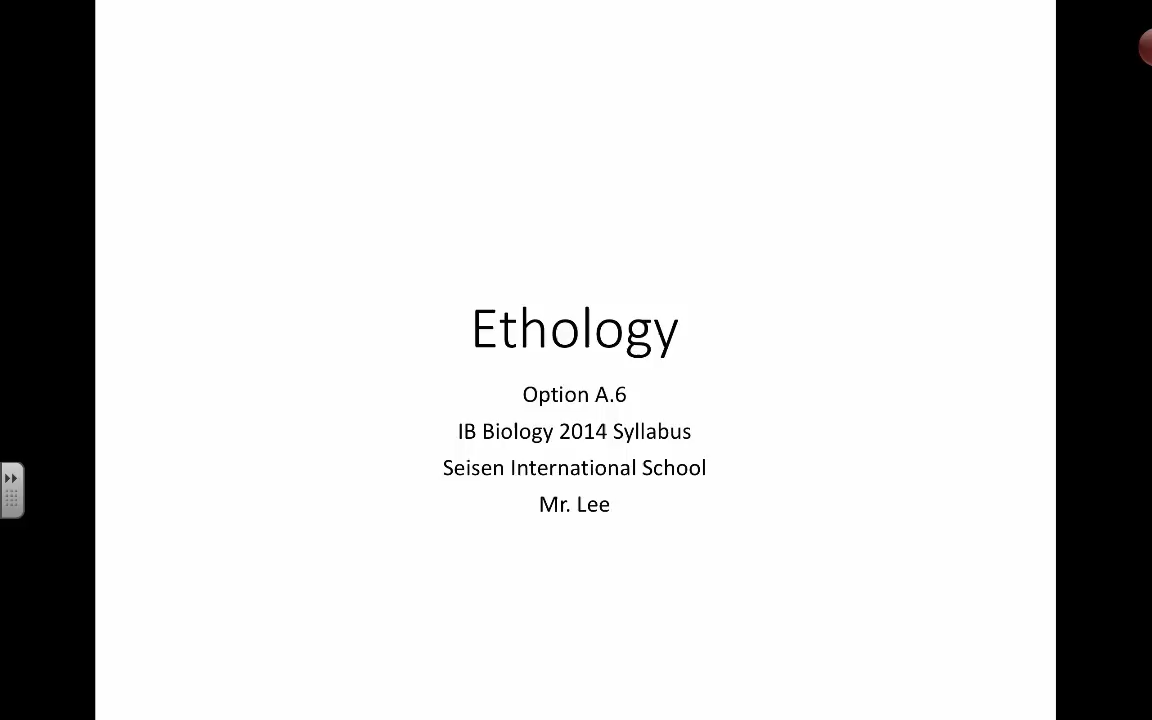 Ethology
Option A.6
IB Biology 2014 Syllabus
Seisen International School
Mr. Lee